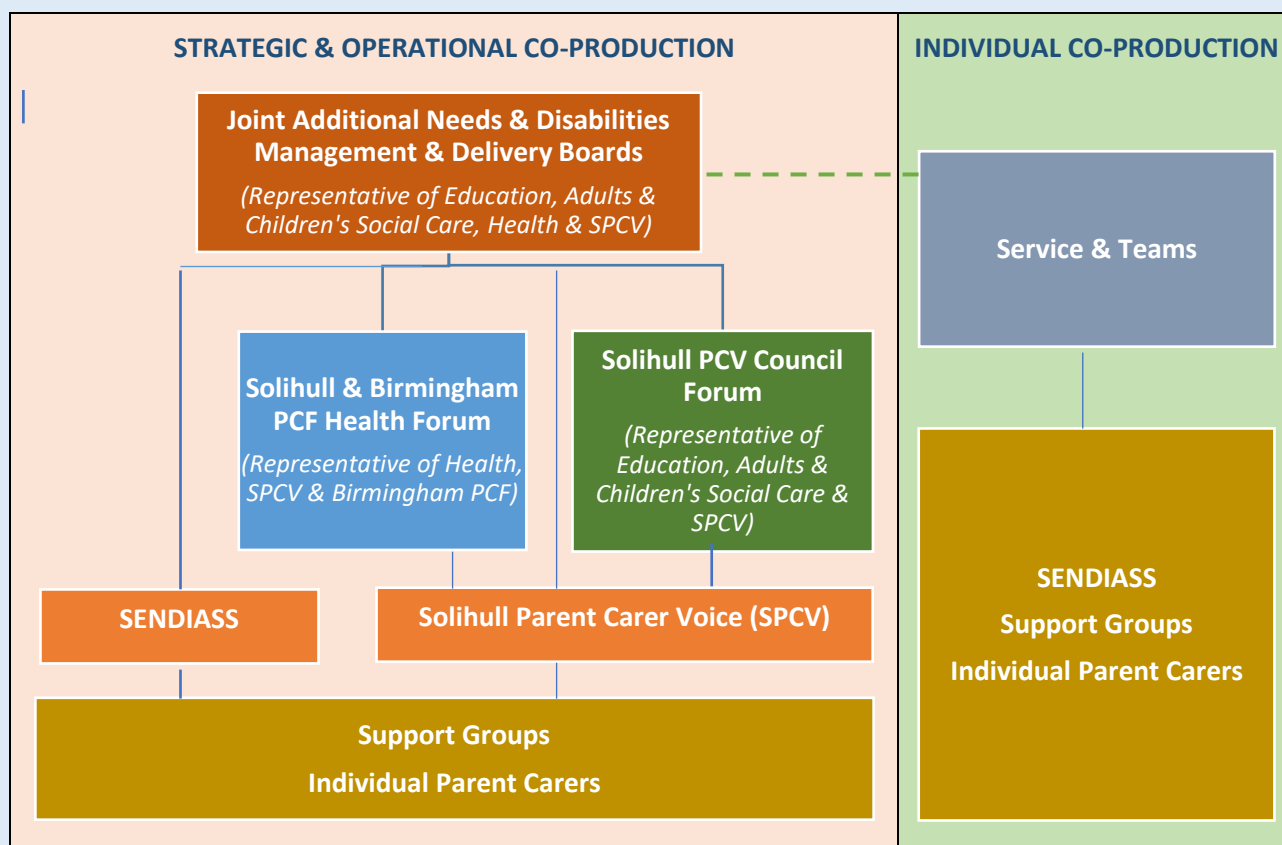 STRATEGIC & OPERATIONAL CO-PRODUCTION
Joint Additional Needs & Disabilities
Management & Delivery Boards
(Representative of Education, Adults &
Children's Social Care, Health & SPCV)
Solihull & Birmingham
PCF Health Forum
(Representative of Health,
SPCV & Birmingham PCF)
Solihull PCV Council
Forum
(Representative of
Education, Adults &
Children's Social Care &
SPCV)
SENDIASS
Solihull Parent Carer Voice (SPCV)
Support Groups
Individual Parent Carers
INDIVIDUAL CO-PRODUCTION
Service & Teams
SENDIASS
Support Groups
Individual Parent Carers